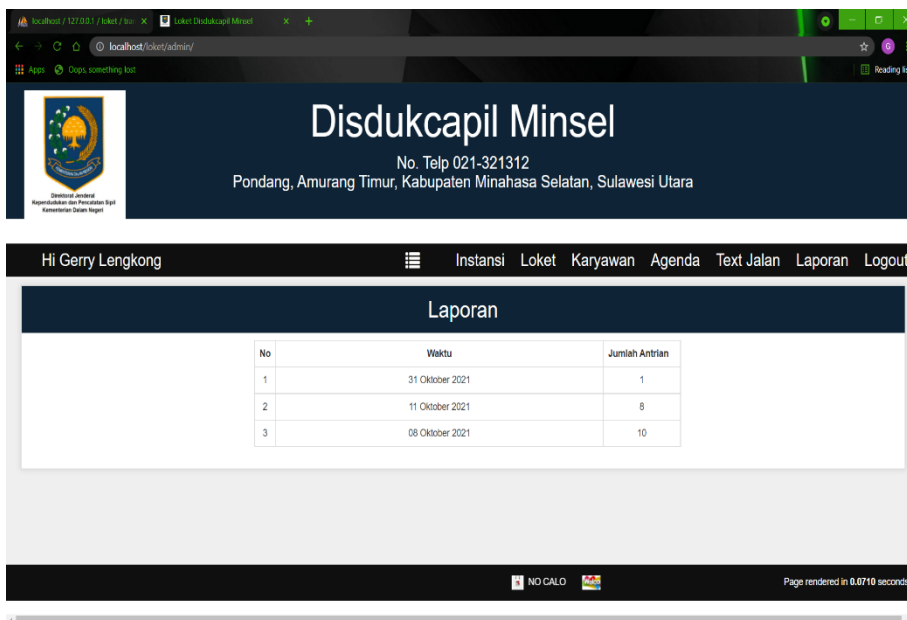 localhost / 127.0.0.1 / loket /
Loket Disdukcapil Minsel
localhost/loket/admin/
G
Apps Oops, something lost
Reading lis
Disdukcapil Minsel
No. Telp 021-321312
Pondang, Amurang Timur, Kabupaten Minahasa Selatan, Sulawesi Utara
Direktorat Jenderal
Kependudukan dan Pencatatan Sipil
Kementerian Dalam Negeri
Hi Gerry Lengkong Instansi Loket Karyawan Agenda Text Jalan Laporan Logout
Laporan
No Waktu Jumlah Antrian
1 31 Oktober 2021 1
2 11 Oktober 2021 8
3 08 Oktober 2021 10
NO CALO Page rendered in 0.0710 seconds